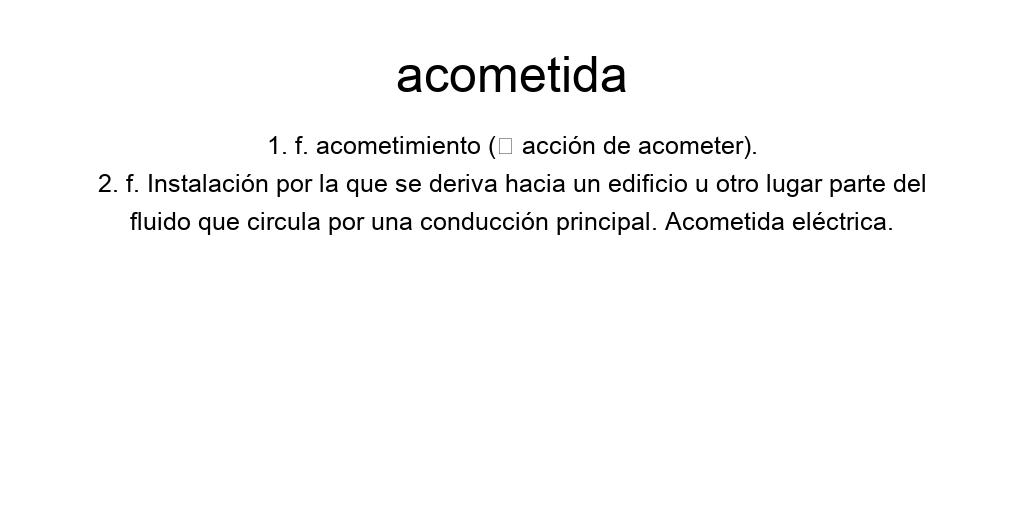 acometida
1. f. acometimiento (▯ acción de acometer).
2. f. Instalación por la que se deriva hacia un edificio u otro lugar parte del
fluido que circula por una conducción principal. Acometida eléctrica.